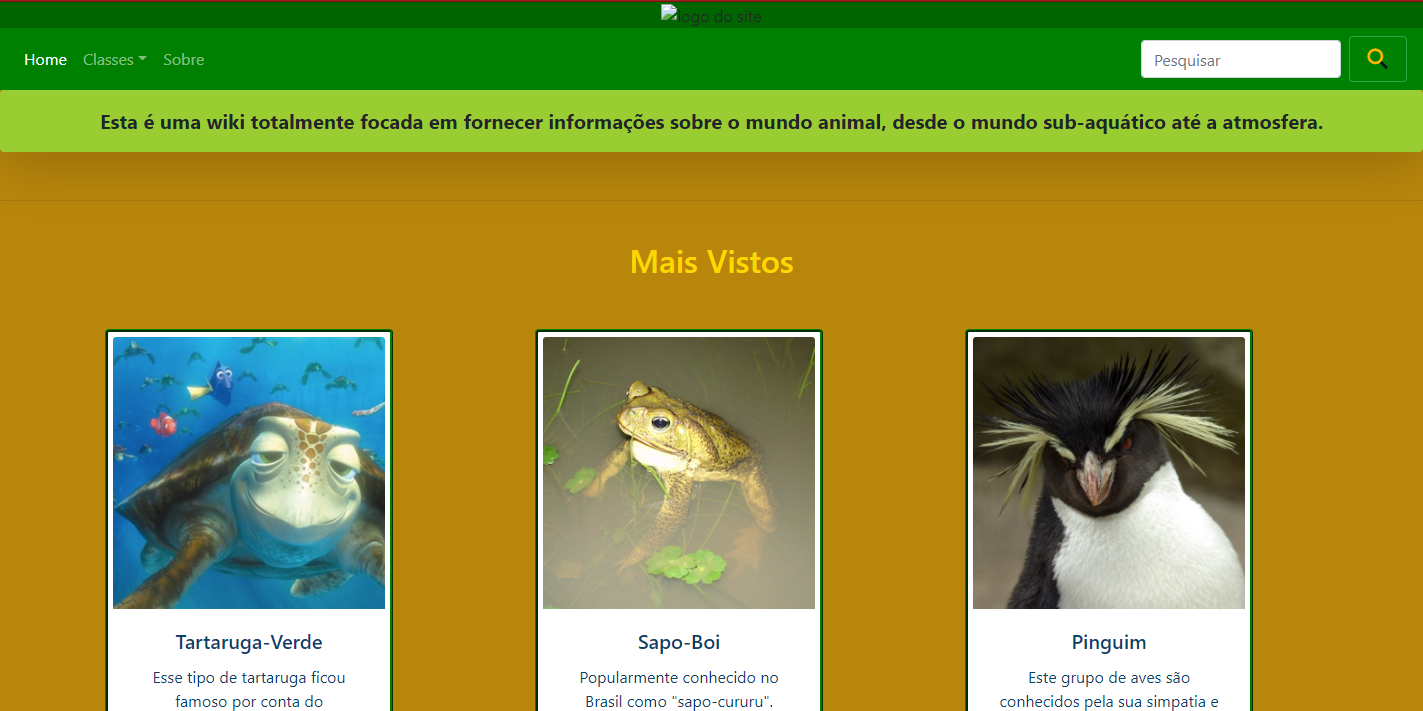 logo do site
Home Classes Sobre
Pesquisar
Esta é uma wiki totalmente focada em fornecer informações sobre o mundo animal, desde o mundo sub-aquático até a atmosfera.
Mais Vistos
Tartaruga-Verde
Esse tipo de tartaruga ficou
famoso por conta do
Sapo-Boi
Popularmente conhecido no
Brasil como "sapo-cururu".
Pinguim
Este grupo de aves são
conhecidos pela sua simpatia e